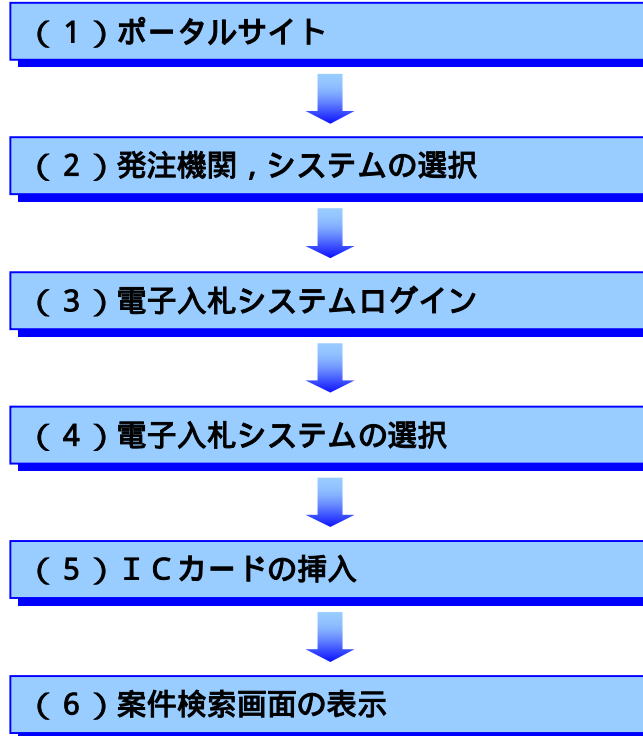 （１）ポータルサイト
（２）発注機関，システムの選択
（３）電子入札システムログイン
（４）電子入札システムの選択
（５）ＩＣカードの挿入
（６）案件検索画面の表示